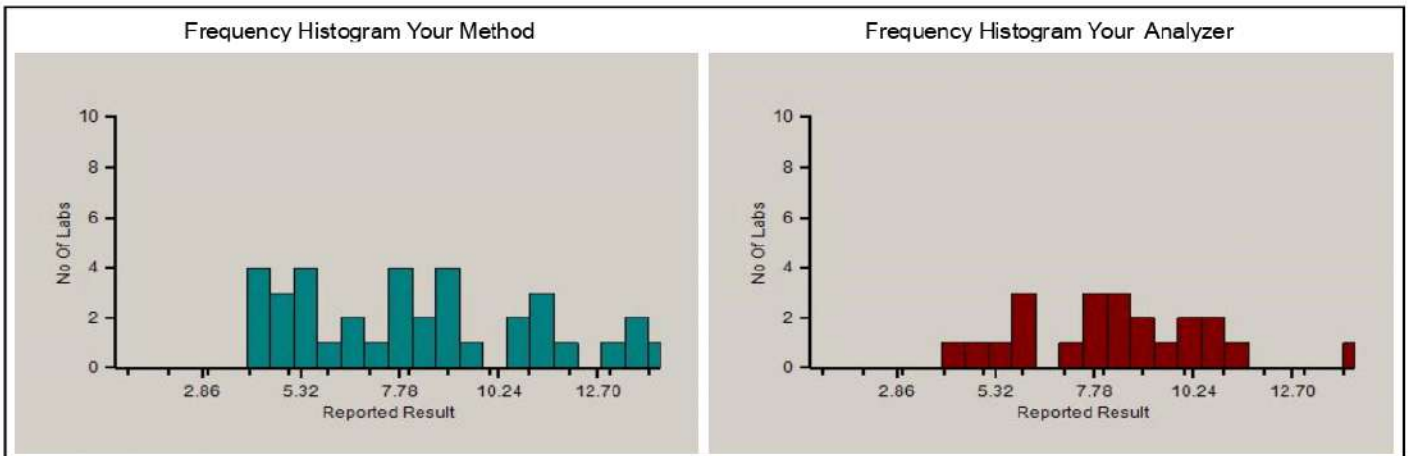 Frequency Histogram Your Method
10
8
6
4
2
0
No Of Labs
2.86 5.32 7.78 10.24 12.70
Reported Result
Frequency Histogram Your Analyzer
10
8
6
4
2
0
No Of Labs
2.86 5.32 7.78 10.24 12.70
Reported Result